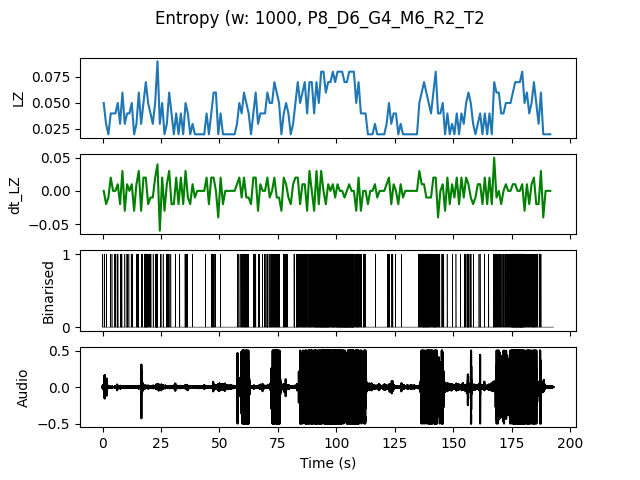 Entropy (w: 1000, P8_D6_G4_M6_R2_T2
LZ
0.075
0.050
0.025
dt_LZ
0.05
0.00
−0.05
Binarised
1
0
Audio
0.5
0.0
−0.5
0 25 50 75 100 125 150 175 200
Time (s)